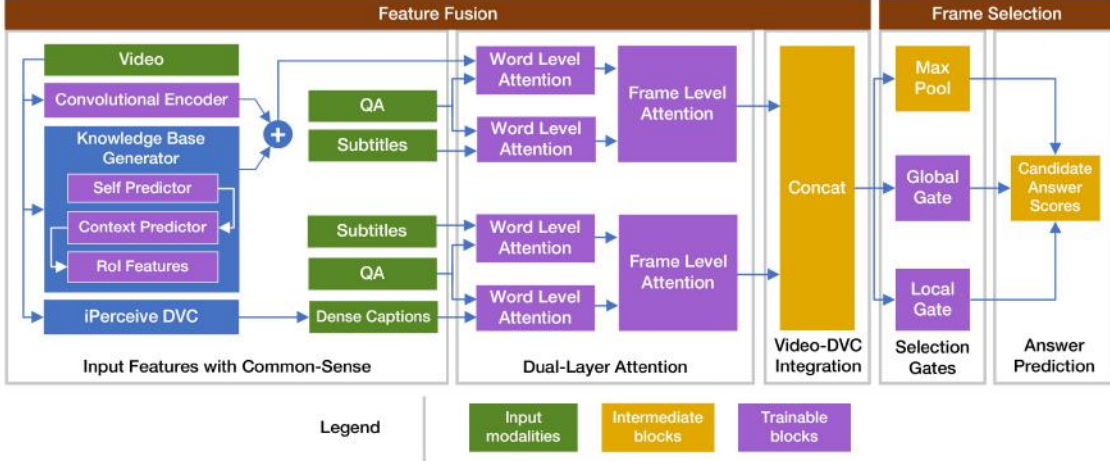 Feature Fusion
Frame Selection
Video
Convolutional Encoder
Knowledge Base
Generator
Self Predictor
Context Predictor
RoI Features
iPerceive DVC
+
QA
Subtitles
Subtitles
QA
Dense Captions
Input Features with Common-Sense
Word Level
Attention
Word Level
Attention
Frame Level
Attention
Word Level
Attention
Word Level
Attention
Frame Level
Attention
Dual-Layer Attention
Concat
Video-DVC
Integration
Max
Pool
Global
Gate
Local
Gate
Selection
Gates
Candidate
Answer
Scores
Answer
Prediction
Legend
Input
modalities
Intermediate
blocks
Trainable
blocks